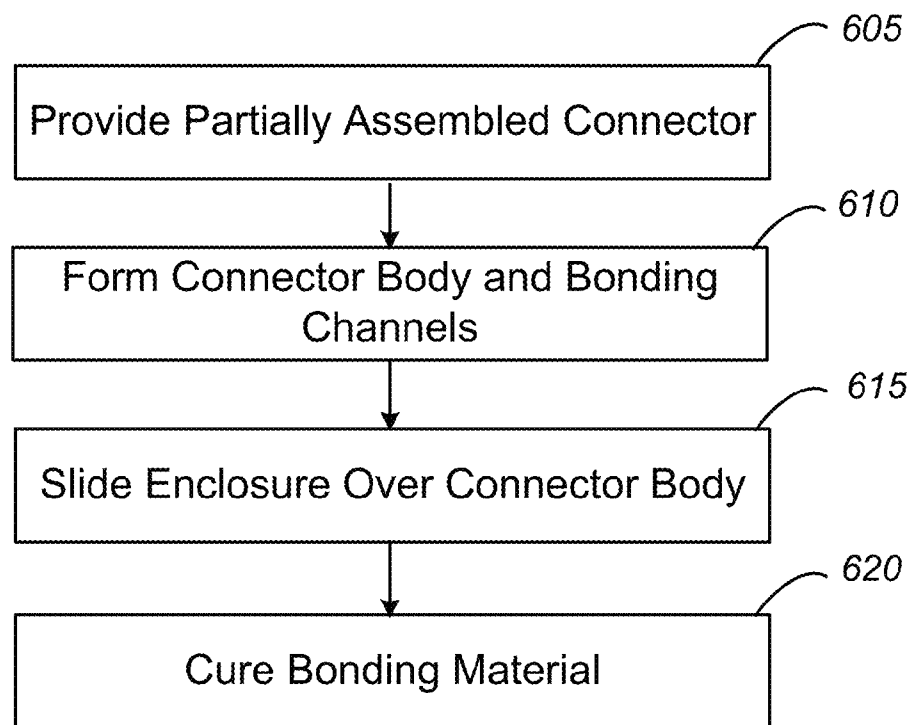 605
Provide Partially Assembled Connector
610
Form Connector Body and Bonding
Channels
615
Slide Enclosure Over Connector Body
620
Cure Bonding Material